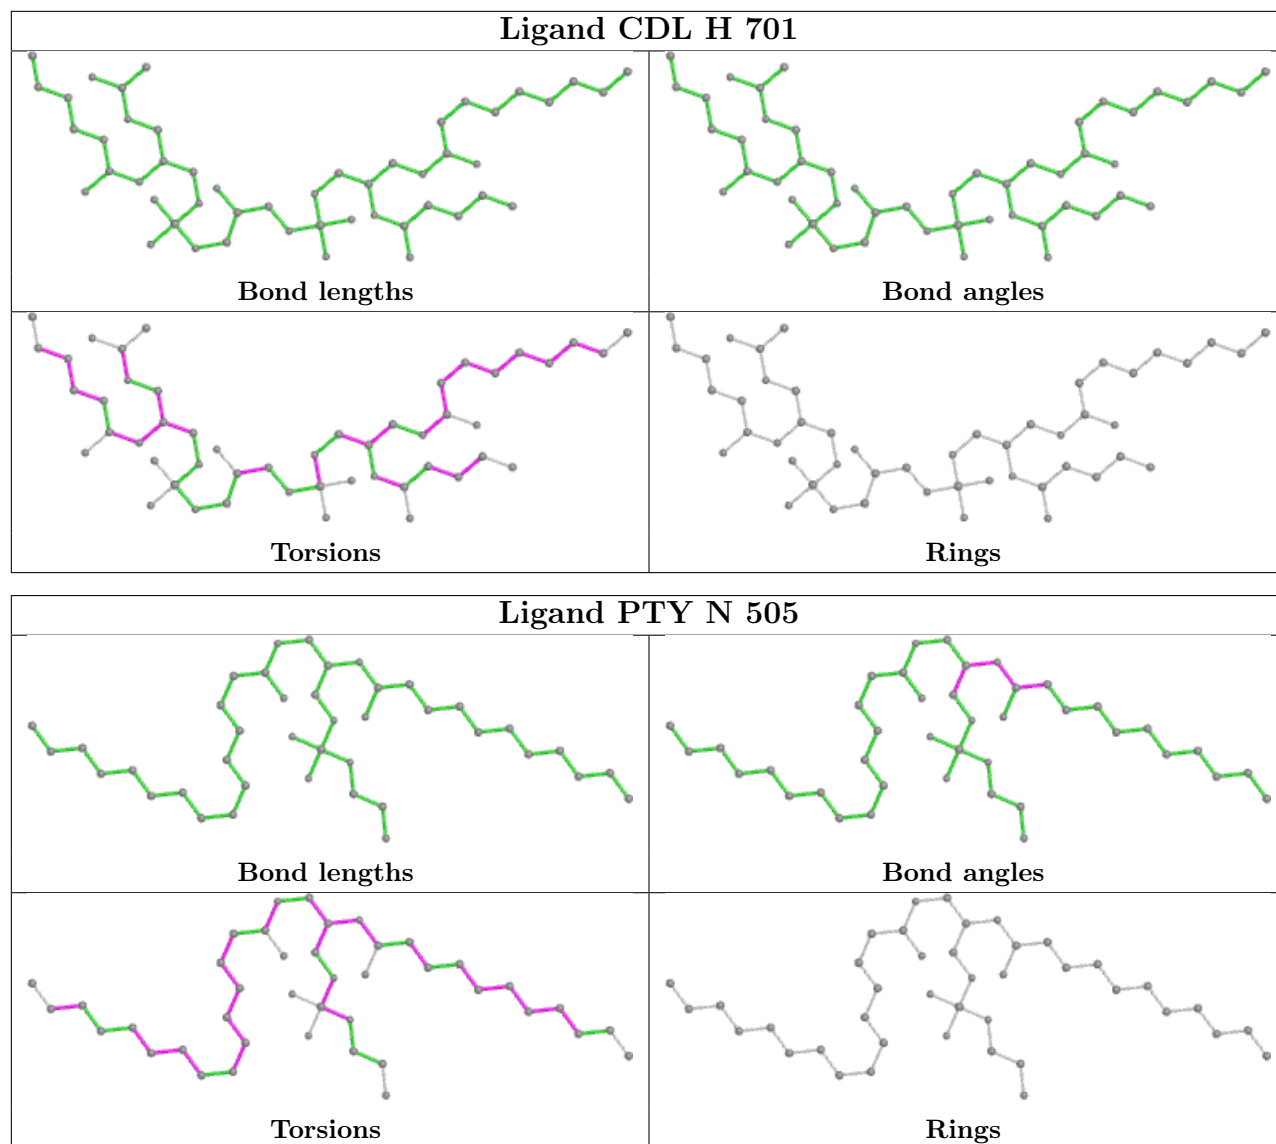 Ligand CDL H 701
Bond lengths
Bond angles
Torsions
Rings
Ligand PTY N 505
Bond lengths
Bond angles
Torsions
Rings